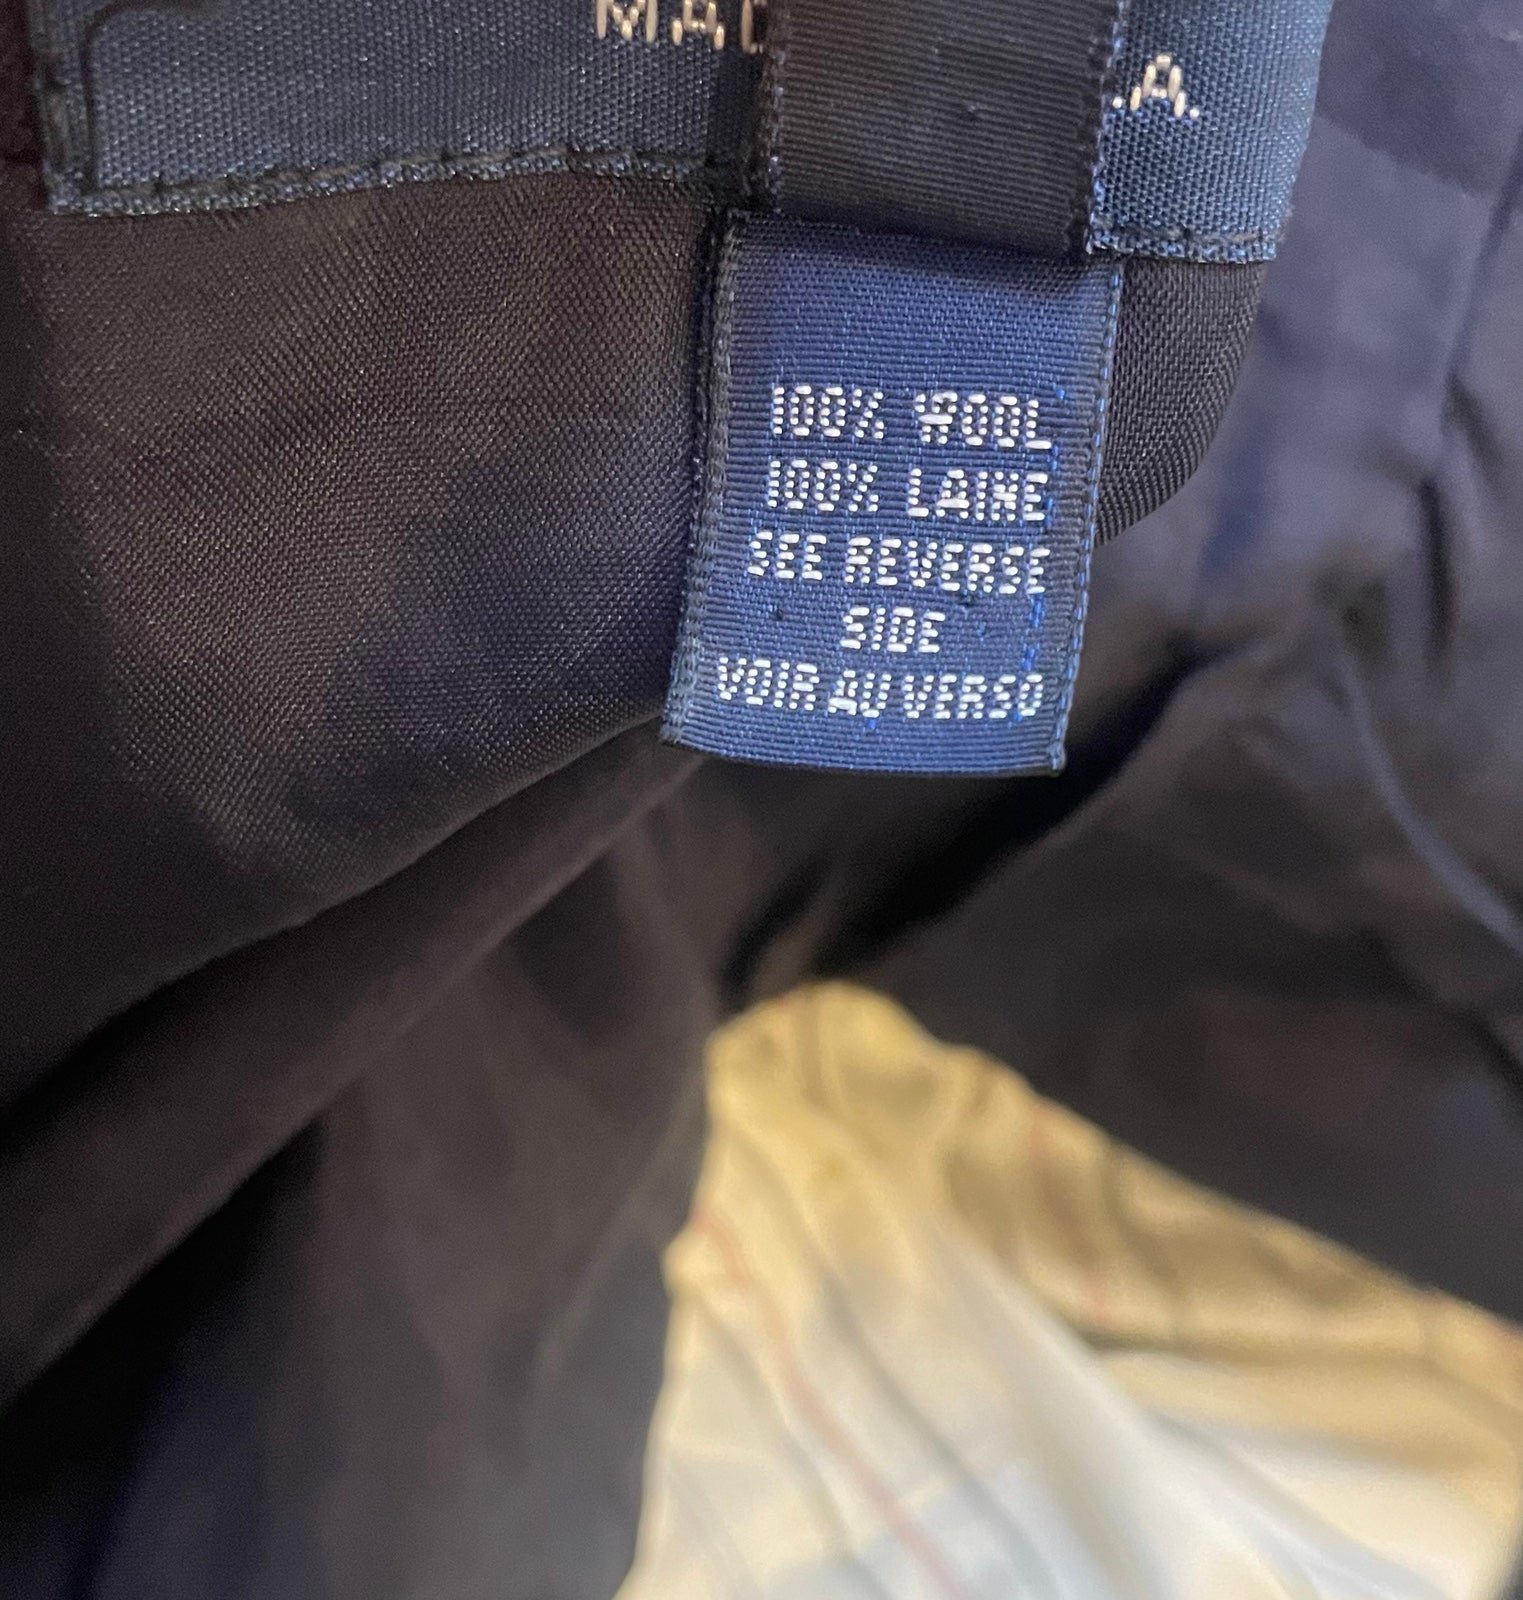 100% WOOL
100% LAINE
SEE REVERSE
SIDE
VOIR AU VERSO